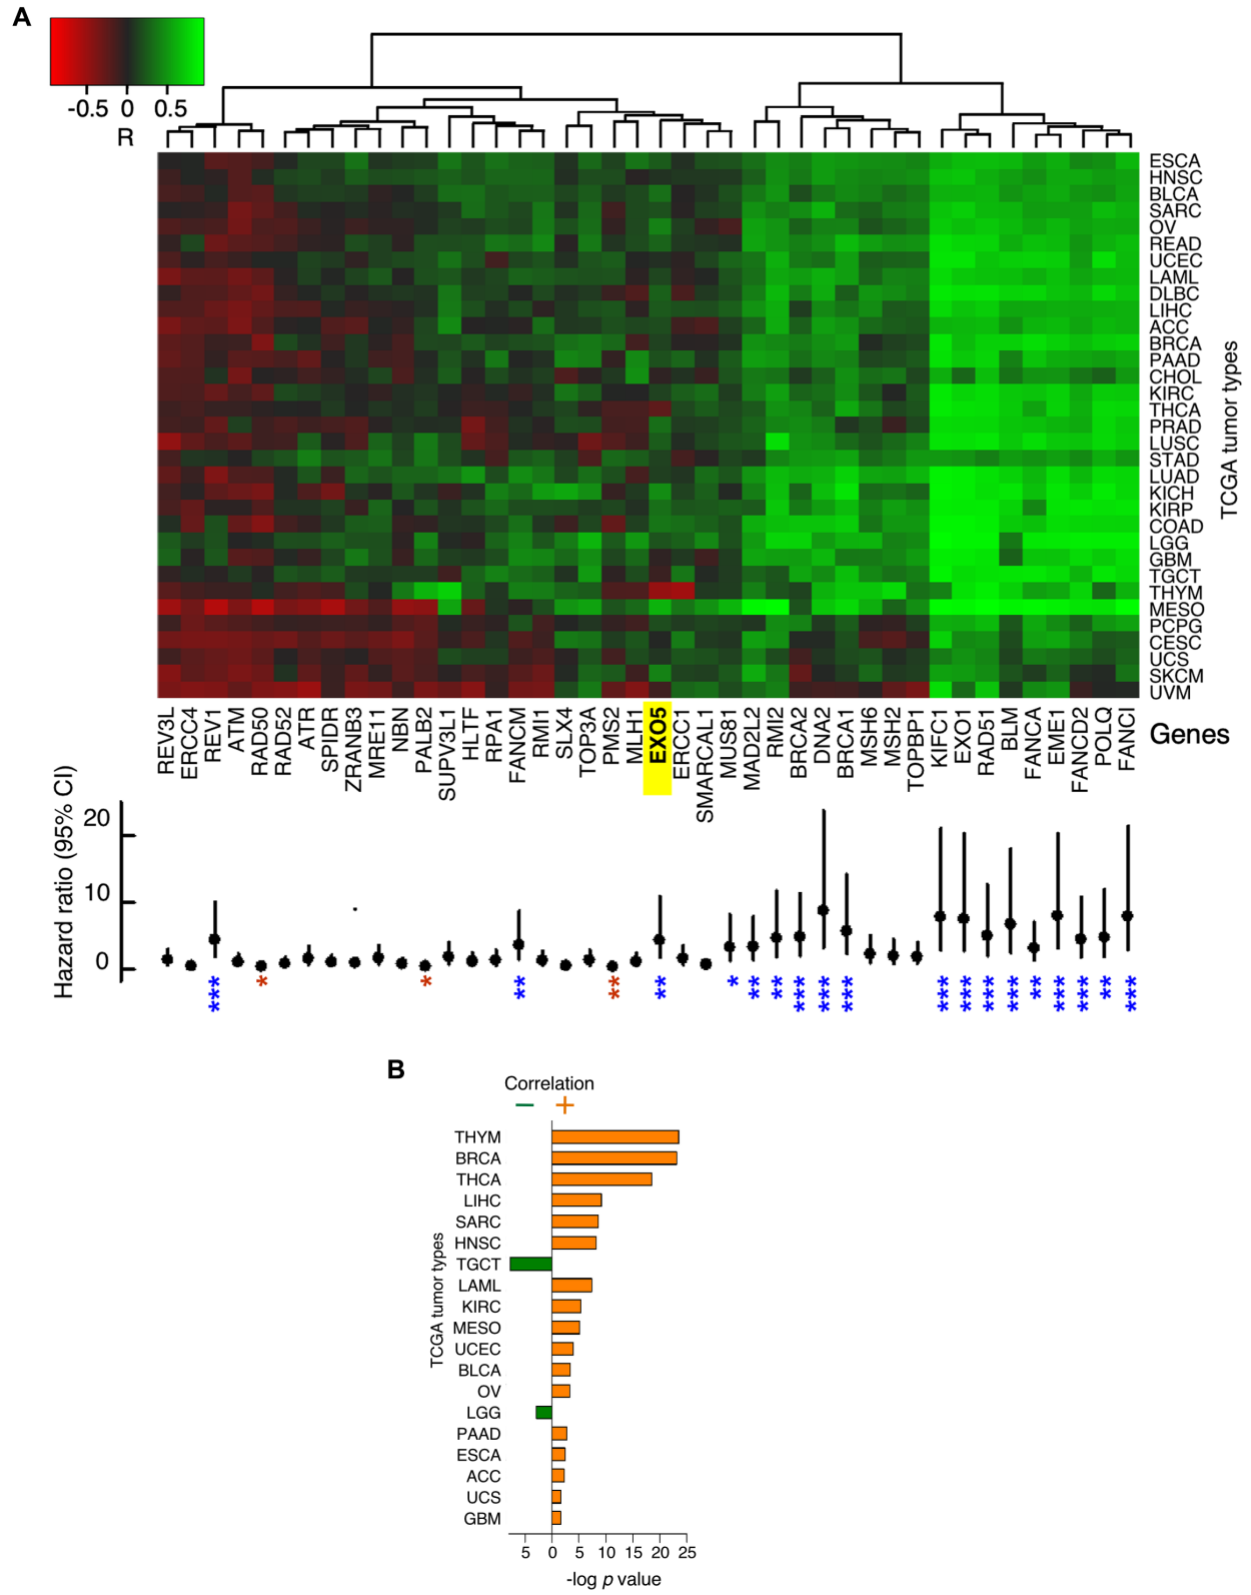 A
-0.5 0 0.5
R
ESCA
HNSC
BLCA
SARC
OV
READ
UCEC
LAML
DLBC
LIHC
ACC
BRCA
PAAD
CHOL
KIRC
THCA
PRAD
LUSC
STAD
LUAD
KICH
KIRP
COAD
LGG
GBM
TGCT
THYM
MESO
PCPG
CESC
UCS
SKCM
UVM
TCGA tumor types
REV3L
ERCC4
REV1
ATM
RAD50
RAD52
ATR
SPIDR
ZRANB3
MRE11
NBN
PALB2
SUPV3L1
HLTF
RPA1
FANCM
RMI1
SLX4
TOP3A
PMS2
MLH1
EXO5
ERCC1
SMARCAL1
MUS81
MAD2L2
RMI2
BRCA2
DNA2
BRCA1
MSH6
MSH2
TOPBP1
KIFC1
EXO1
RAD51
BLM
FANCA
EME1
FANCD2
POLQ
FANCI
Genes
Hazard ratio (95% CI)
20
10
0
*** * * ** ** ** * ** ** *** *** *** *** *** *** *** ** *** *** ** ***
B
Correlation
− +
TCGA tumor types
THYM
BRCA
THCA
LIHC
SARC
HNSC
TGCT
LAML
KIRC
MESO
UCEC
BLCA
OV
LGG
PAAD
ESCA
ACC
UCS
GBM
5 0 5 10 15 20 25
-log p value